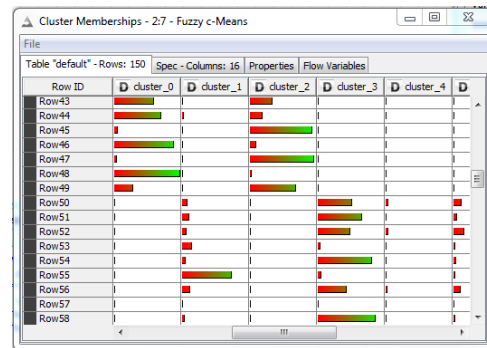 Cluster Memberships - 2:7 - Fuzzy c-Means
File
Table "default" - Rows: 150 Spec - Columns: 16 Properties Flow Variables
Row ID D cluster_0 D cluster_1 D cluster_2 D cluster_3 D cluster_4 D
Row43
Row44
Row45
Row46
Row47
Row48
Row49
Row50
Row51
Row52
Row53
Row54
Row55
Row56
Row57
Row58